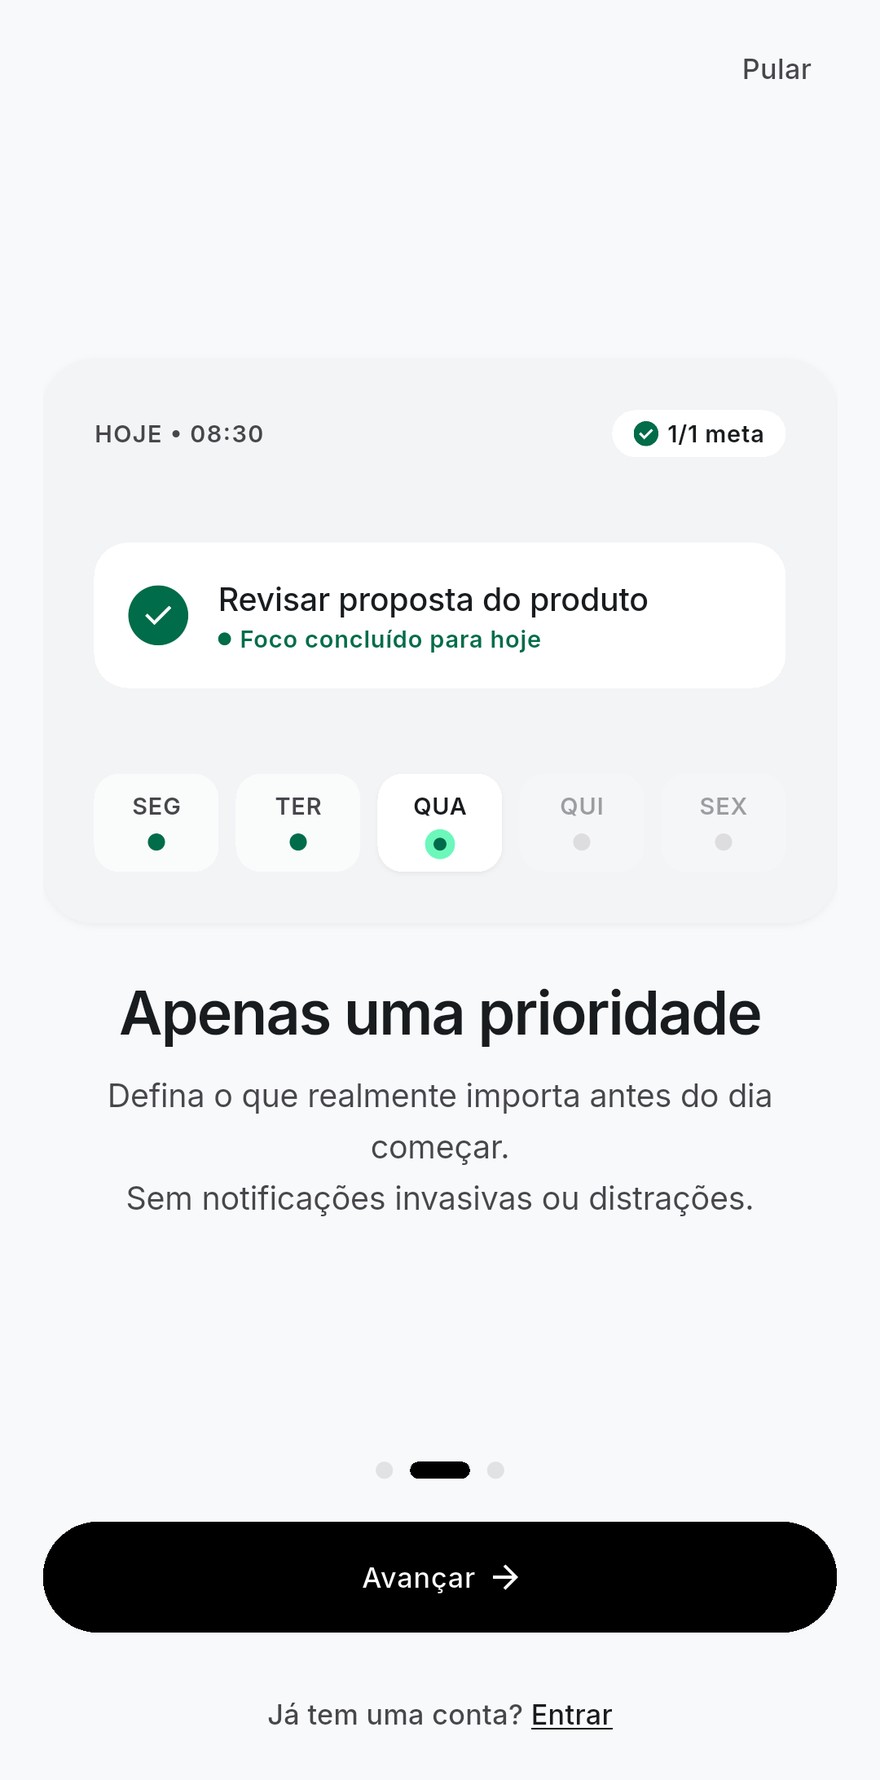 Pular
HOJE • 08:30
1/1 meta
Revisar proposta do produto
Foco concluído para hoje
SEG
TER
QUA
QUI
SEX
Apenas uma prioridade
Defina o que realmente importa antes do dia
começar.
Sem notificações invasivas ou distrações.
Avançar →
Já tem uma conta? Entrar